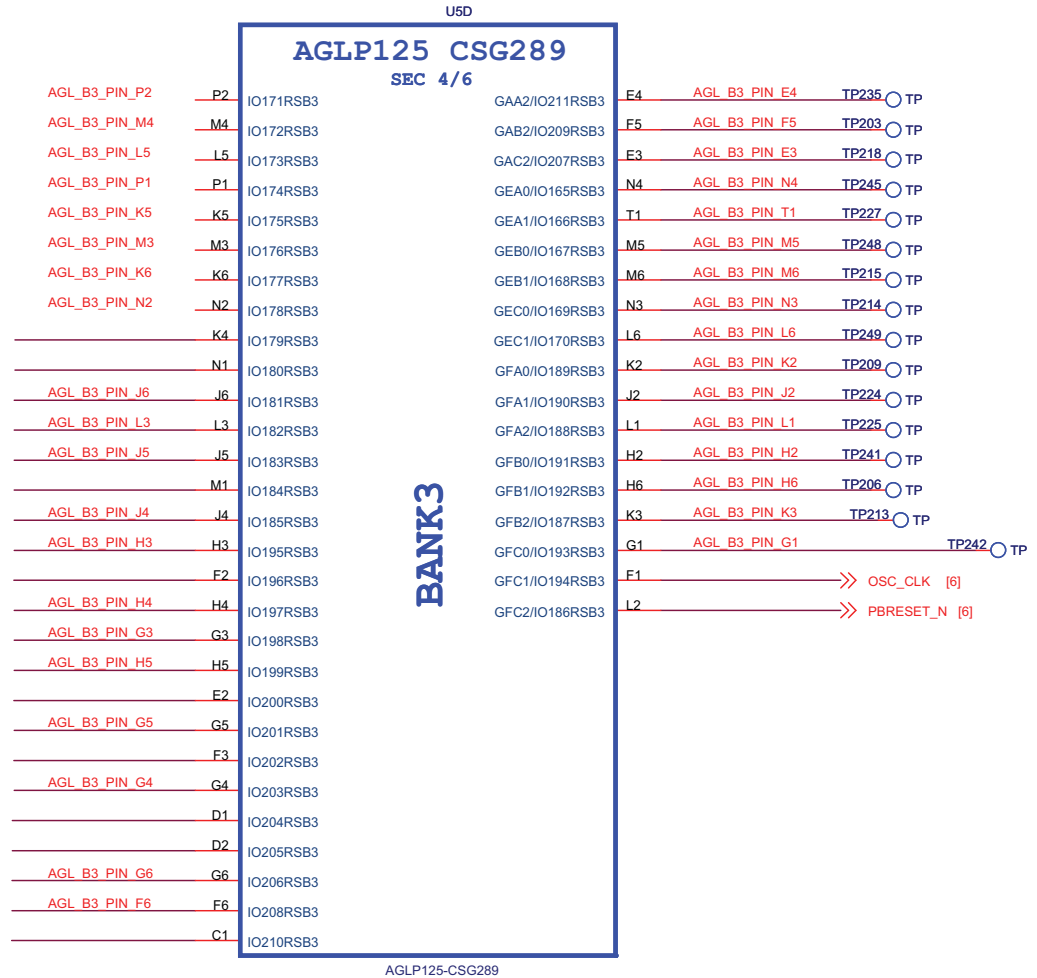 U5D
AGLP125 CSG289
SEC 4/6
AGL_B3_PIN_P2 P2 IO171RSB3 GAA2/IO211RSB3 E4 AGL_B3_PIN_E4 TP235 TP
AGL_B3_PIN_M4 M4 IO172RSB3 GAB2/IO209RSB3 F5 AGL_B3_PIN_F5 TP203 TP
AGL_B3_PIN_L5 L5 IO173RSB3 GAC2/IO207RSB3 E3 AGL_B3_PIN_E3 TP218 TP
AGL_B3_PIN_P1 P1 IO174RSB3 GEA0/IO165RSB3 N4 AGL_B3_PIN_N4 TP245 TP
AGL_B3_PIN_K5 K5 IO175RSB3 GEA1/IO166RSB3 T1 AGL_B3_PIN_T1 TP227 TP
AGL_B3_PIN_M3 M3 IO176RSB3 GEB0/IO167RSB3 M5 AGL_B3_PIN_M5 TP248 TP
AGL_B3_PIN_K6 K6 IO177RSB3 GEB1/IO168RSB3 M6 AGL_B3_PIN_M6 TP215 TP
AGL_B3_PIN_N2 N2 IO178RSB3 GEC0/IO169RSB3 N3 AGL_B3_PIN_N3 TP214 TP
K4 IO179RSB3 GEC1/IO170RSB3 L6 AGL_B3_PIN_L6 TP249 TP
N1 IO180RSB3 GFA0/IO189RSB3 K2 AGL_B3_PIN_K2 TP209 TP
AGL_B3_PIN_J6 J6 IO181RSB3 GFA1/IO190RSB3 J2 AGL_B3_PIN_J2 TP224 TP
AGL_B3_PIN_L3 L3 IO182RSB3 GFA2/IO188RSB3 L1 AGL_B3_PIN_L1 TP225 TP
AGL_B3_PIN_J5 J5 IO183RSB3 GFB0/IO191RSB3 H2 AGL_B3_PIN_H2 TP241 TP
M1 IO184RSB3 GFB1/IO192RSB3 H6 AGL_B3_PIN_H6 TP206 TP
AGL_B3_PIN_J4 J4 IO185RSB3 GFB2/IO187RSB3 K3 AGL_B3_PIN_K3 TP213 TP
AGL_B3_PIN_H3 H3 IO195RSB3 GFC0/IO193RSB3 G1 AGL_B3_PIN_G1 TP242 TP
F2 IO196RSB3 GFC1/IO194RSB3 F1 OSC_CLK [6]
AGL_B3_PIN_H4 H4 IO197RSB3 GFC2/IO186RSB3 L2 PBRESET_N [6]
BANK3
AGL_B3_PIN_G3 G3 IO198RSB3
AGL_B3_PIN_H5 H5 IO199RSB3
E2 IO200RSB3
AGL_B3_PIN_G5 G5 IO201RSB3
F3 IO202RSB3
AGL_B3_PIN_G4 G4 IO203RSB3
D1 IO204RSB3
D2 IO205RSB3
AGL_B3_PIN_G6 G6 IO206RSB3
AGL_B3_PIN_F6 F6 IO208RSB3
C1 IO210RSB3
AGLP125-CSG289